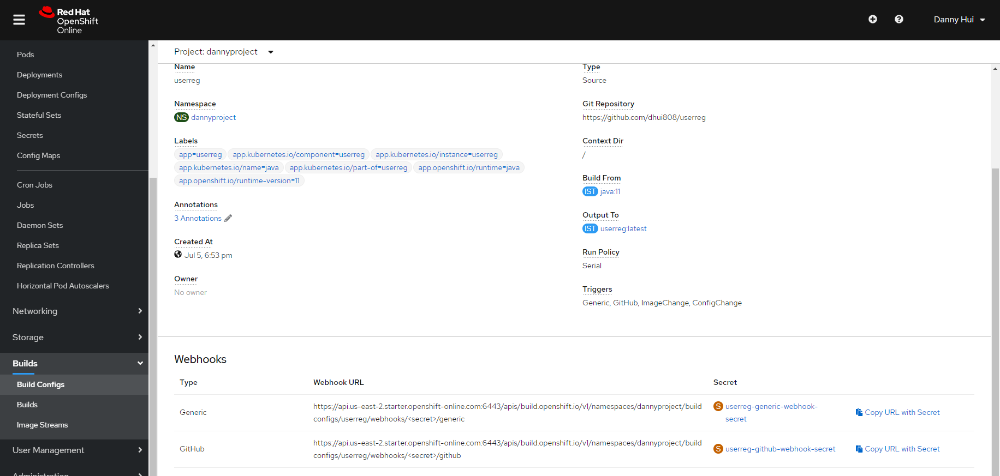 Red Hat
OpenShift
Online
Danny Hui
Pods
Deployments
Deployment Configs
Stateful Sets
Secrets
Config Maps
Cron Jobs
Jobs
Daemon Sets
Replica Sets
Replication Controllers
Horizontal Pod Autoscalers
Networking
Storage
Builds
Build Configs
Builds
Image Streams
User Management
Administration
Project: dannyproject
Name
userreg
Namespace
NS dannyproject
Labels
app=userreg app.kubernetes.io/component=userreg app.kubernetes.io/instance=userreg
app.kubernetes.io/name=java app.kubernetes.io/part-of=userreg app.openshift.io/runtime=java
app.openshift.io/runtime-version=11
Annotations
3 Annotations
Created At
Jul 5, 6:53 pm
Owner
No owner
Type
Source
Git Repository
https://github.com/dhui808/userreg
Context Dir
/
Build From
IST java:11
Output To
IST userreg:latest
Run Policy
Serial
Triggers
Generic, GitHub, ImageChange, ConfigChange
Webhooks
Type Webhook URL Secret
Generic
https://api.us-east-2.starter.openshift-online.com:6443/apis/build.openshift.io/v1/namespaces/dannyproject/build
configs/userreg/webhooks/<secret>/generic
S userreg-generic-webhook-
secret
Copy URL with Secret
GitHub
https://api.us-east-2.starter.openshift-online.com:6443/apis/build.openshift.io/v1/namespaces/dannyproject/build
configs/userreg/webhooks/<secret>/github
S userreg-github-webhook-secret
Copy URL with Secret